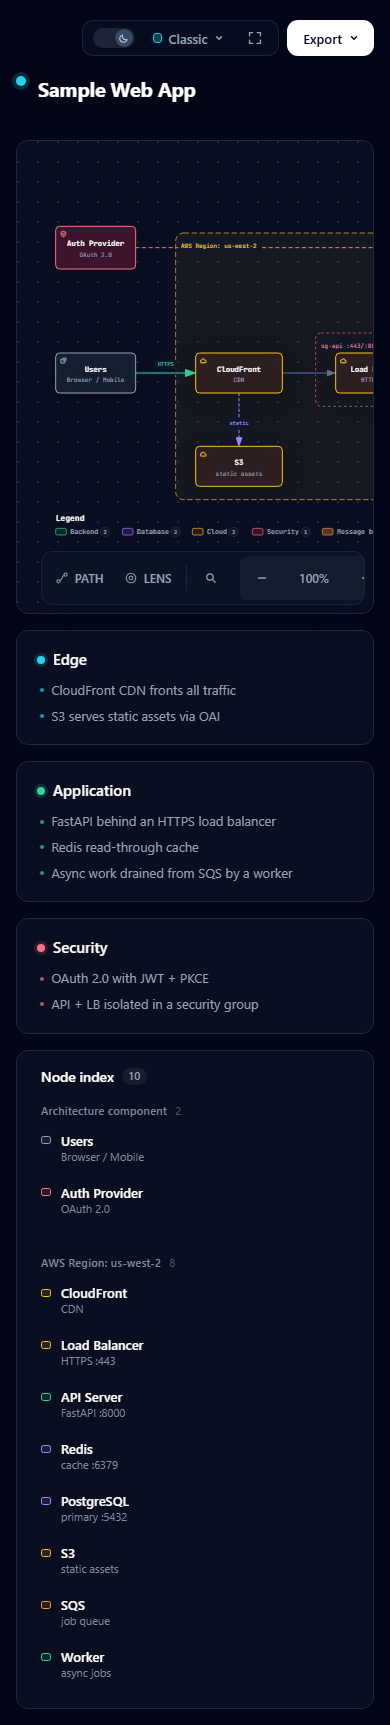 Classic
Export
Sample Web App
Auth Provider
OAuth 2.0
AWS Region: us-west-2
sg-api :443/:8
Users
Browser / Mobile
HTTPS
CloudFront
CDN
Load
HTT
static
S3
static assets
Legend
Backend 2
Database 2
Cloud 3
Security 1
Message b
PATH
LENS
− 100%
Edge
• CloudFront CDN fronts all traffic
• S3 serves static assets via OAI
Application
• FastAPI behind an HTTPS load balancer
• Redis read-through cache
• Async work drained from SQS by a worker
Security
• OAuth 2.0 with JWT + PKCE
• API + LB isolated in a security group
Node index 10
Architecture component 2
Users
Browser / Mobile
Auth Provider
OAuth 2.0
AWS Region: us-west-2 8
CloudFront
CDN
Load Balancer
HTTPS :443
API Server
FastAPI :8000
Redis
cache :6379
PostgreSQL
primary :5432
S3
static assets
SQS
job queue
Worker
async jobs